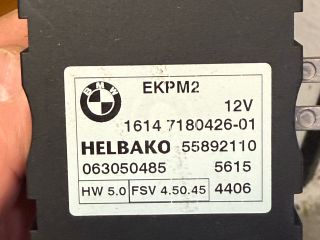 BMW
EKPM2
12V
1614 7180426-01
HELBAKO 55892110
063050485 5615
HW 5.0 FSV 4.50.45 4406